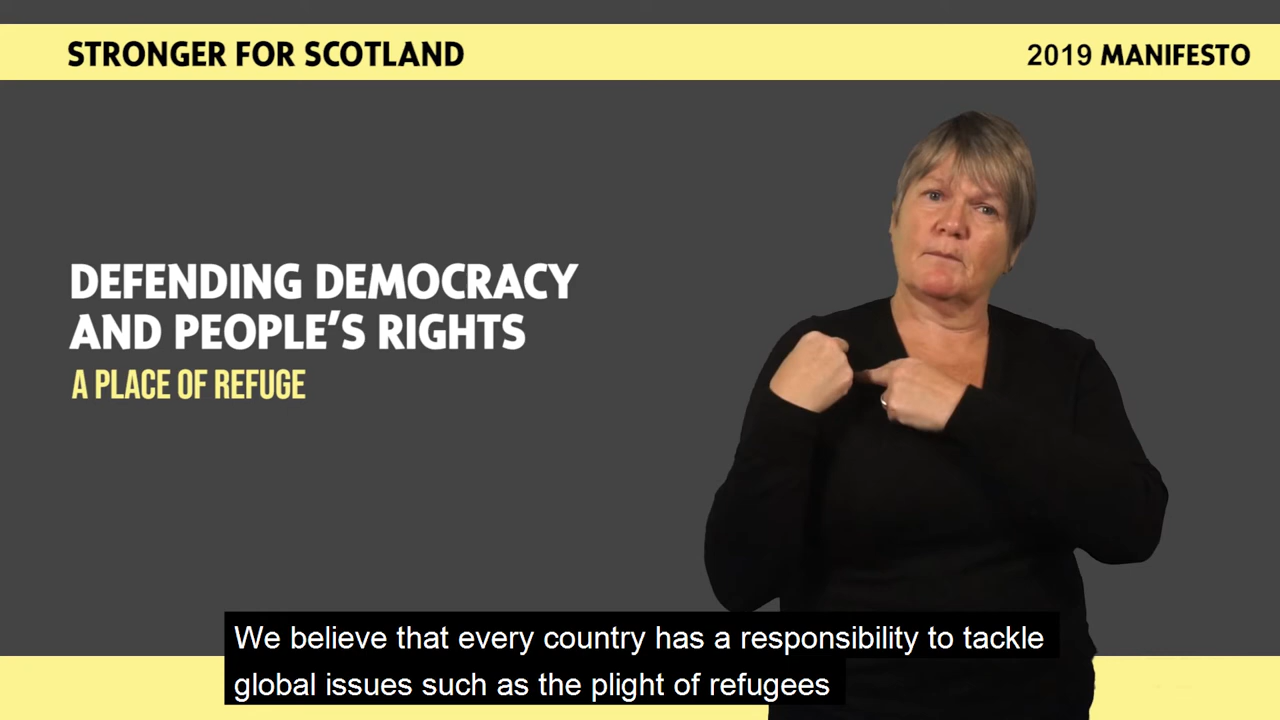 STRONGER FOR SCOTLAND
2019 MANIFESTO
DEFENDING DEMOCRACY
AND PEOPLE'S RIGHTS
A PLACE OF REFUGE
We believe that every country has a responsibility to tackle
global issues such as the plight of refugees